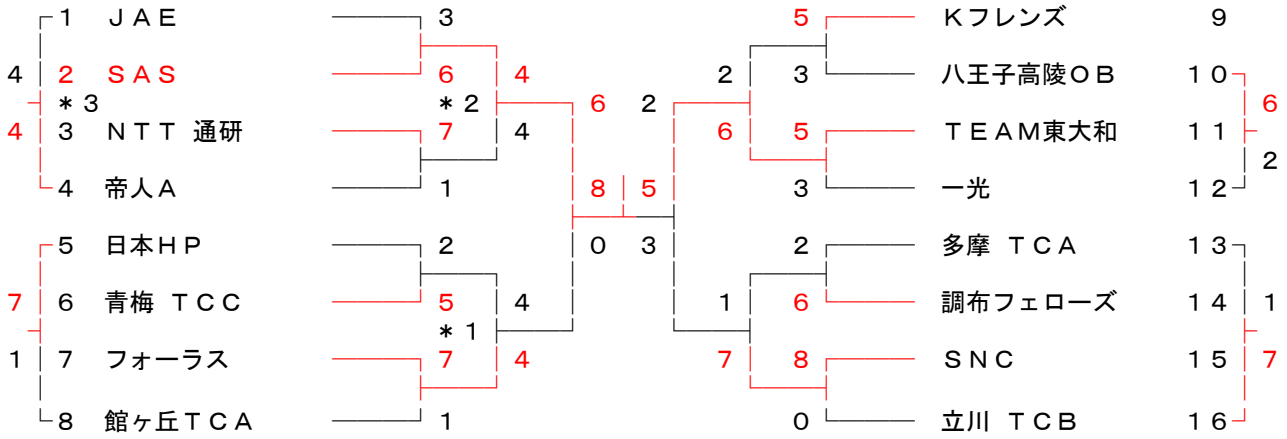 1 ＪＡＥ 3 5 Ｋフレンズ 9
4 2 ＳＡＳ 6 4 2 3 八王子高陵ＯＢ 10
＊3 ＊2 6 2 6
4 3 ＮＴＴ 通研 7 4 6 5 ＴＥＡＭ東大和 11
2
4 帝人Ａ 1 8 5 3 一光 12
5 日本ＨＰ 2 0 3 2 多摩 ＴＣＡ 13
7 6 青梅 ＴＣＣ 5 4 1 6 調布フェローズ 14 1
＊1
1 7 フォーラス 7 4 7 8 ＳＮＣ 15 7
8 館ヶ丘ＴＣＡ 1 0 立川 ＴＣＢ 16